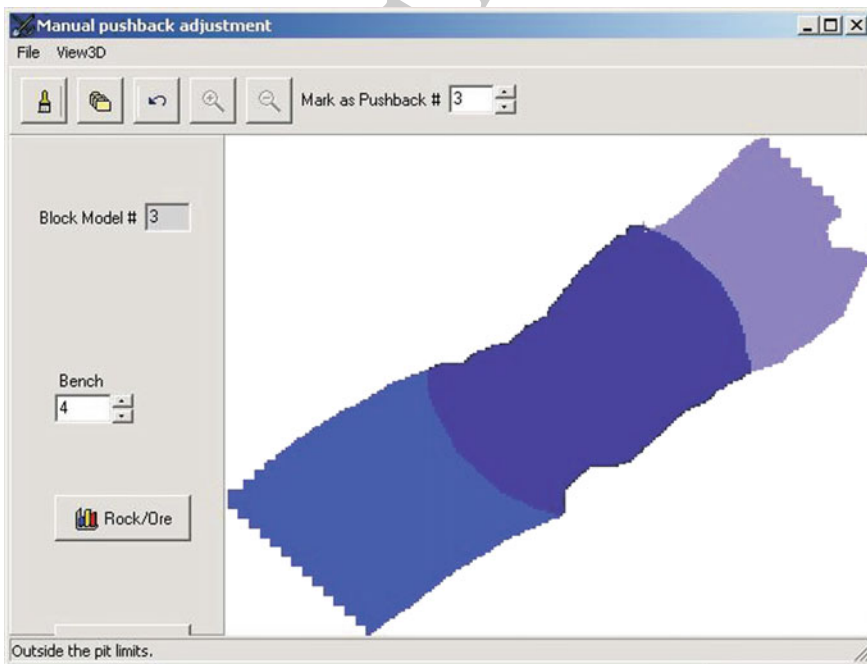 Manual pushback adjustment
File View3D
Mark as Pushback # 3
Block Model # 3
Bench
4
Rock/Ore
Outside the pit limits.